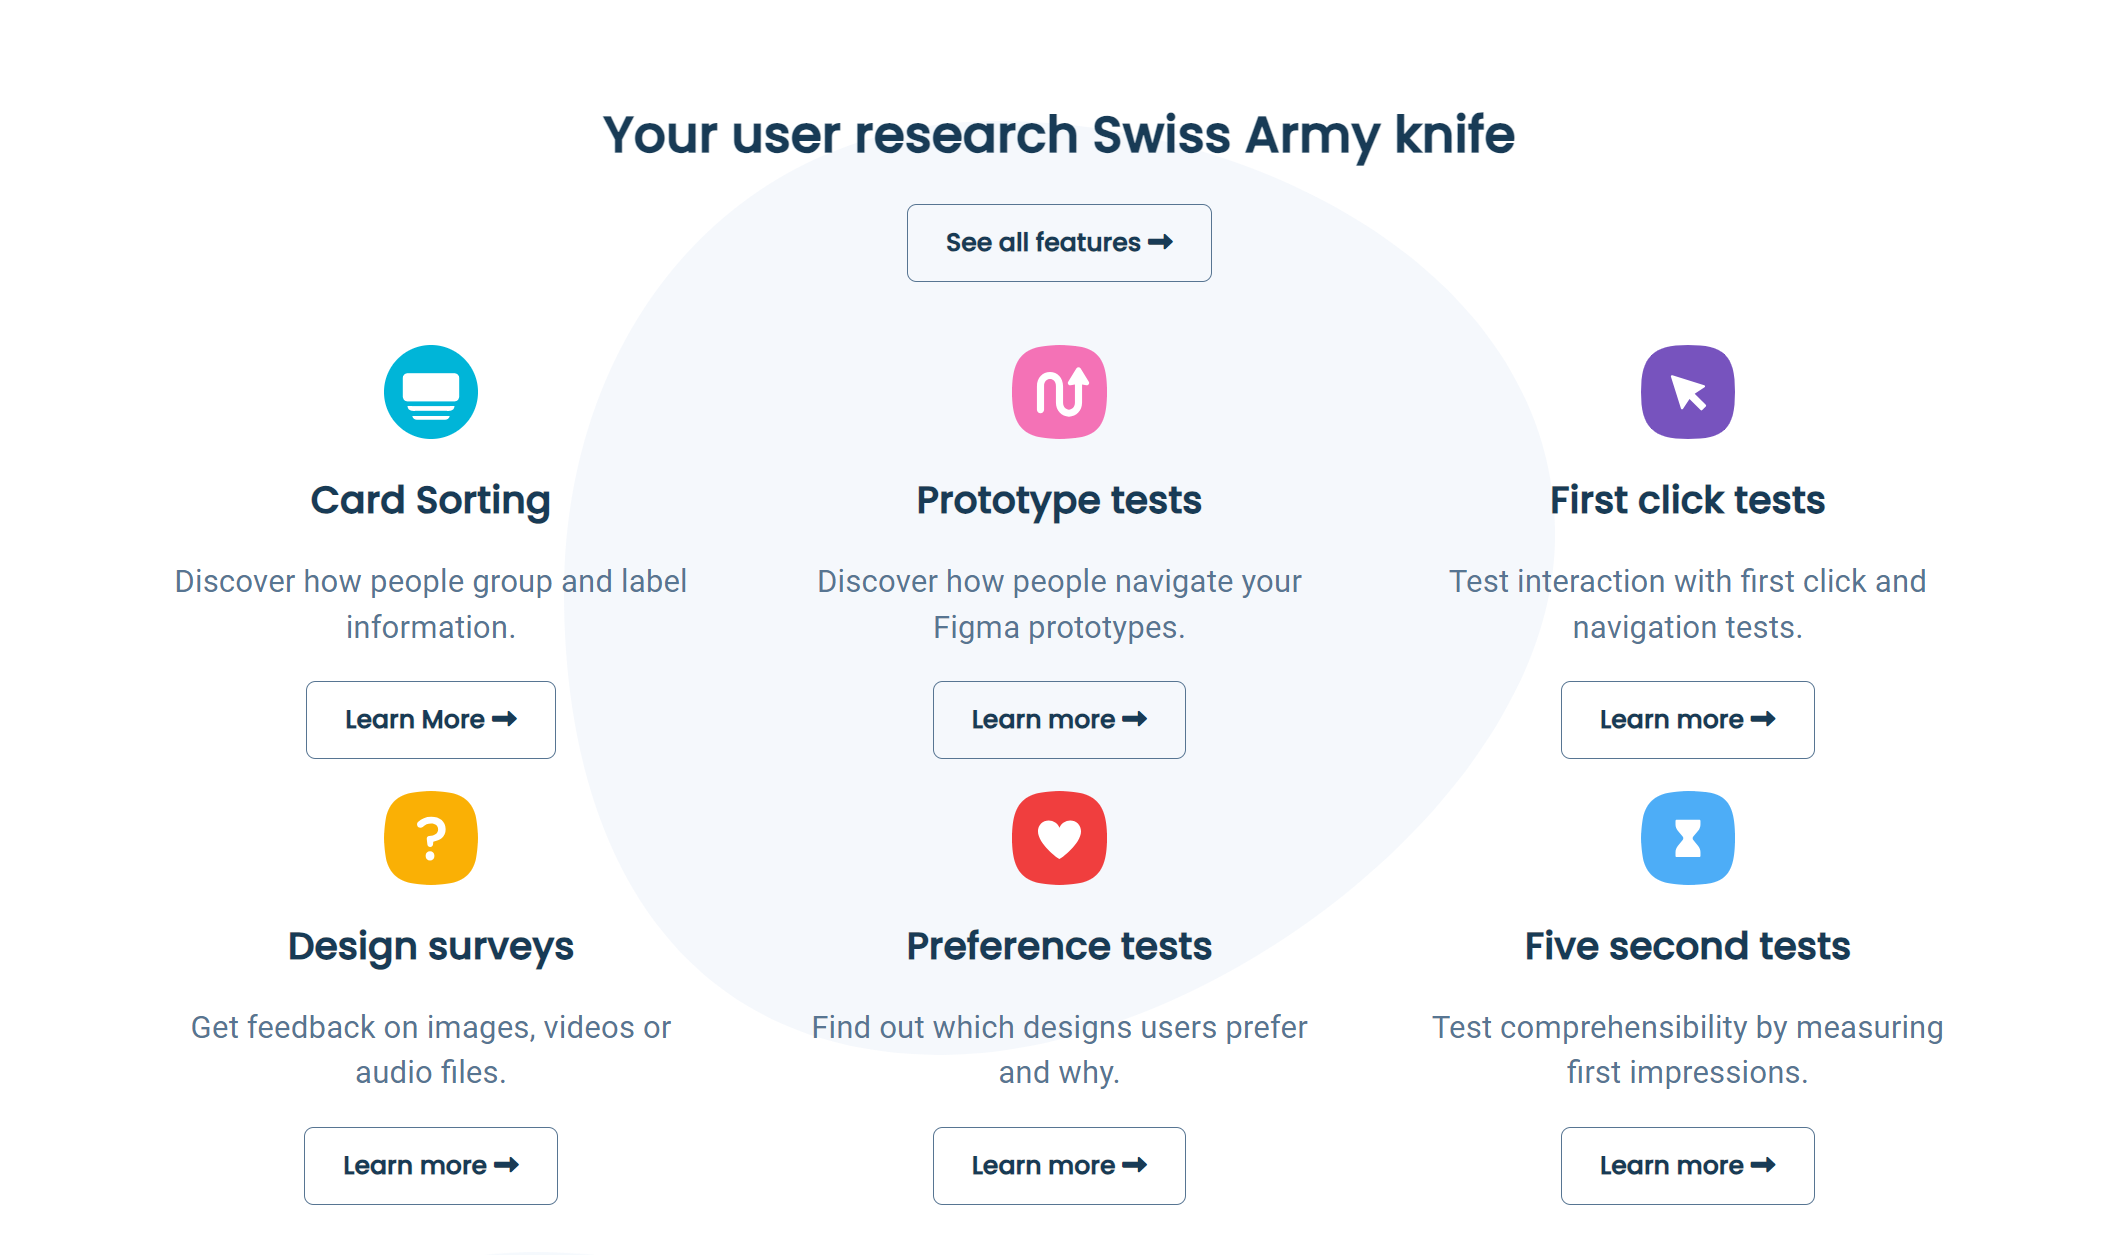 Your user research Swiss Army knife
See all features
Card Sorting
Discover how people group and label
information.
Learn More
Prototype tests
Discover how people navigate your
Figma prototypes.
Learn more
First click tests
Test interaction with first click and
navigation tests.
Learn more
?
Design surveys
Get feedback on images, videos or
audio files.
Learn more
Preference tests
Find out which designs users prefer
and why.
Learn more
Five second tests
Test comprehensibility by measuring
first impressions.
Learn more